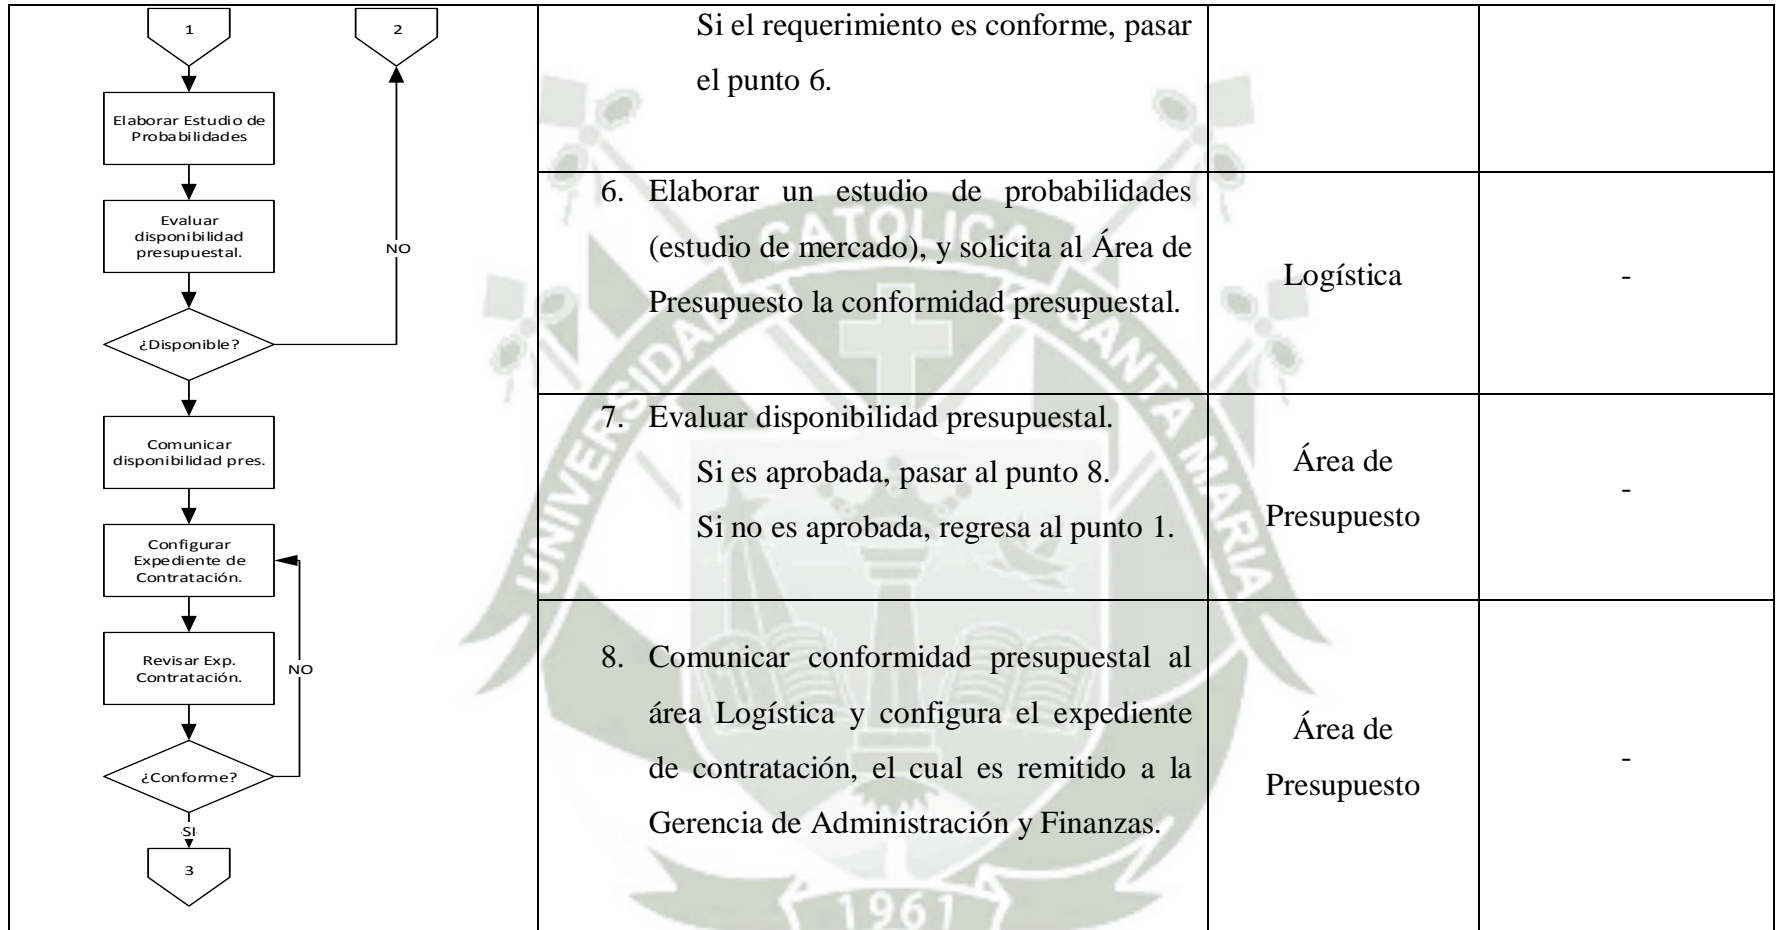 1
2
Elaborar Estudio de
Probabilidades
Evaluar
disponibilidad
presupuestal.
NO
¿Disponible?
Comunicar
disponibilidad pres.
Configurar
Expediente de
Contratación.
Revisar Exp.
Contratación.
NO
¿Conforme?
SI
3
Si el requerimiento es conforme, pasar
el punto 6.
6. Elaborar un estudio de probabilidades
(estudio de mercado), y solicita al Área de
Presupuesto la conformidad presupuestal.
Logística
-
7. Evaluar disponibilidad presupuestal.
Si es aprobada, pasar al punto 8.
Si no es aprobada, regresa al punto 1.
Área de
Presupuesto
-
8. Comunicar conformidad presupuestal al
área Logística y configura el expediente
de contratación, el cual es remitido a la
Gerencia de Administración y Finanzas.
Área de
Presupuesto
-
UNIVERSIDAD CATOLICA SANTA MARIA
1961